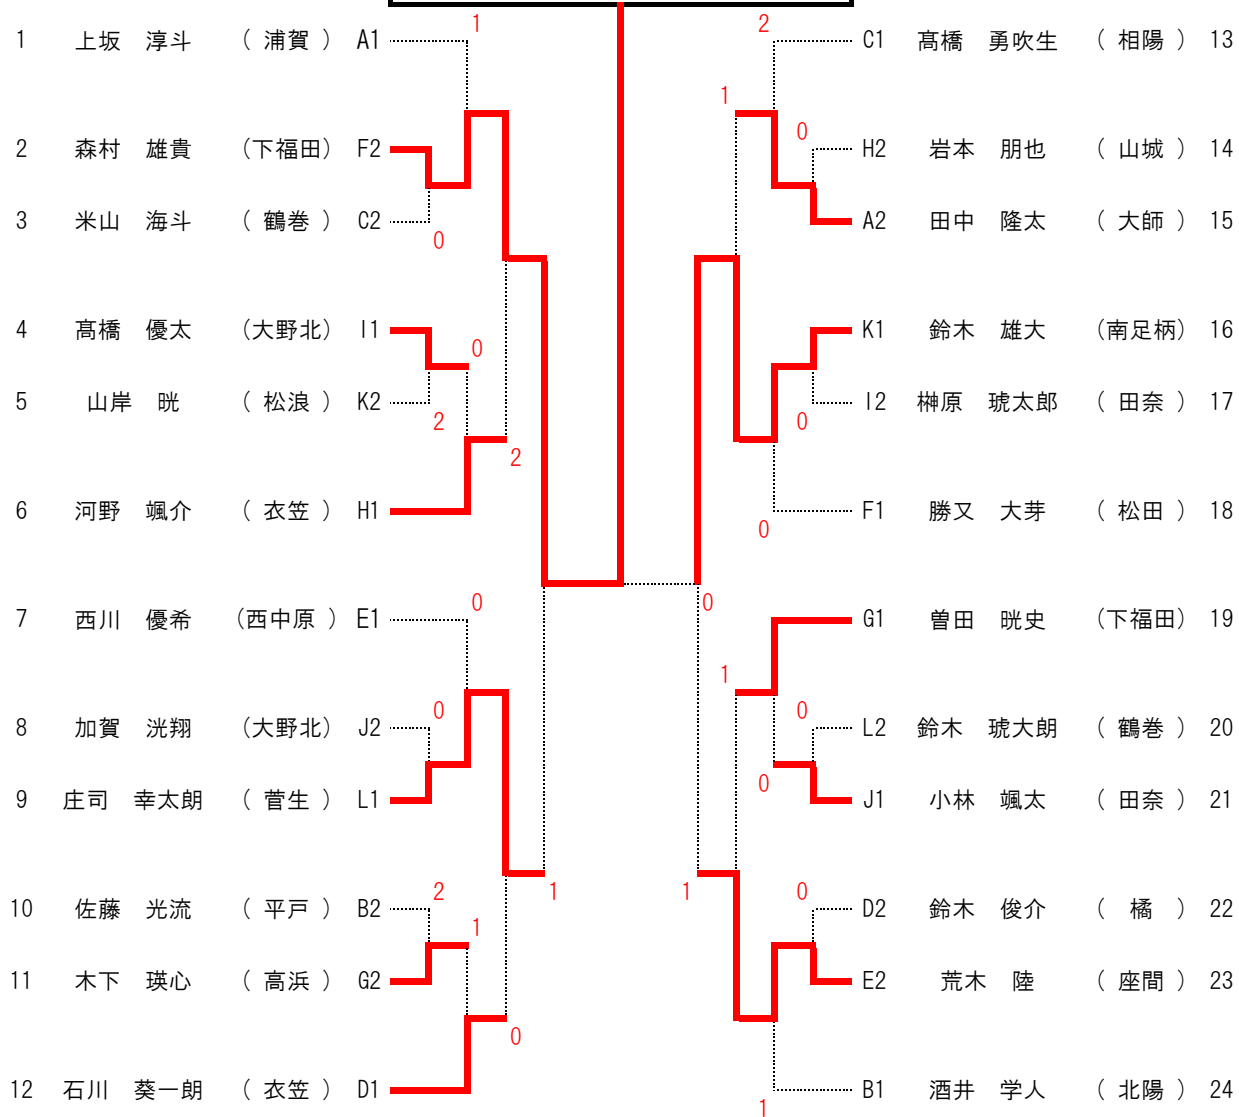 1 2
1 上坂　淳斗 （ 浦賀 ） A1 C1 髙橋　勇吹生 （ 相陽 ） 13
1 0
2 森村　雄貴 （下福田） F2 H2 岩本　朋也 （ 山城 ） 14
3 米山　海斗 （ 鶴巻 ） C2 A2 田中　隆太 （ 大師 ） 15
0
4 髙橋　優太 （大野北） I1 K1 鈴木　雄大 （南足柄） 16
0
5 山岸　晄 （ 松浪 ） K2 I2 榊原　琥太郎 （ 田奈 ） 17
2 0
2
6 河野　颯介 （ 衣笠 ） H1 F1 勝又　大芽 （ 松田 ） 18
0
0 0
7 西川　優希 （西中原 ） E1 G1 曽田　晄史 （下福田） 19
1
0 0
8 加賀　洸翔 （大野北） J2 L2 鈴木　琥大朗 （ 鶴巻 ） 20
0
9 庄司　幸太朗 （ 菅生 ） L1 J1 小林　颯太 （ 田奈 ） 21
2 1 1 0
10 佐藤　光流 （ 平戸 ） B2 D2 鈴木　俊介 （ 橘 ） 22
1
11 木下　瑛心 （ 高浜 ） G2 E2 荒木　陸 （ 座間 ） 23
0
12 石川　葵一朗 （ 衣笠 ） D1 B1 酒井　学人 （ 北陽 ） 24
1